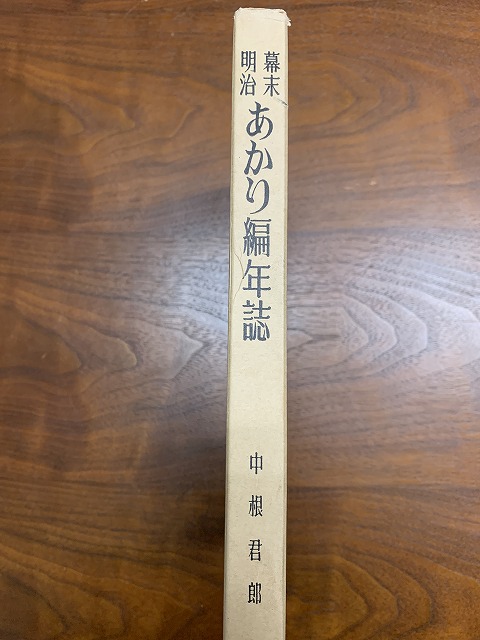 幕末
明治
あかり編年誌
中根君郎